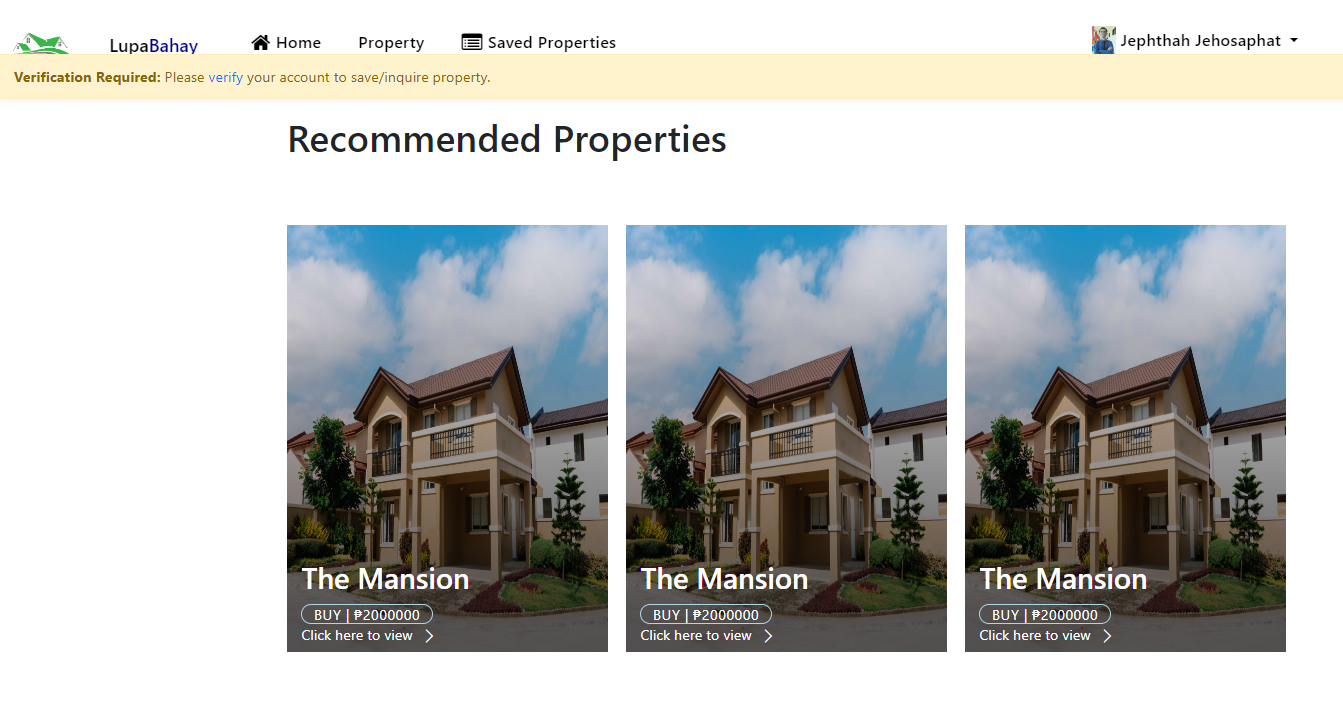 LupaBahay Home Property Saved Properties Jephthah Jehosaphat
Verification Required: Please verify your account to save/inquire property.
Recommended Properties
The Mansion
BUY | ₱2000000
Click here to view
The Mansion
BUY | ₱2000000
Click here to view
The Mansion
BUY | ₱2000000
Click here to view